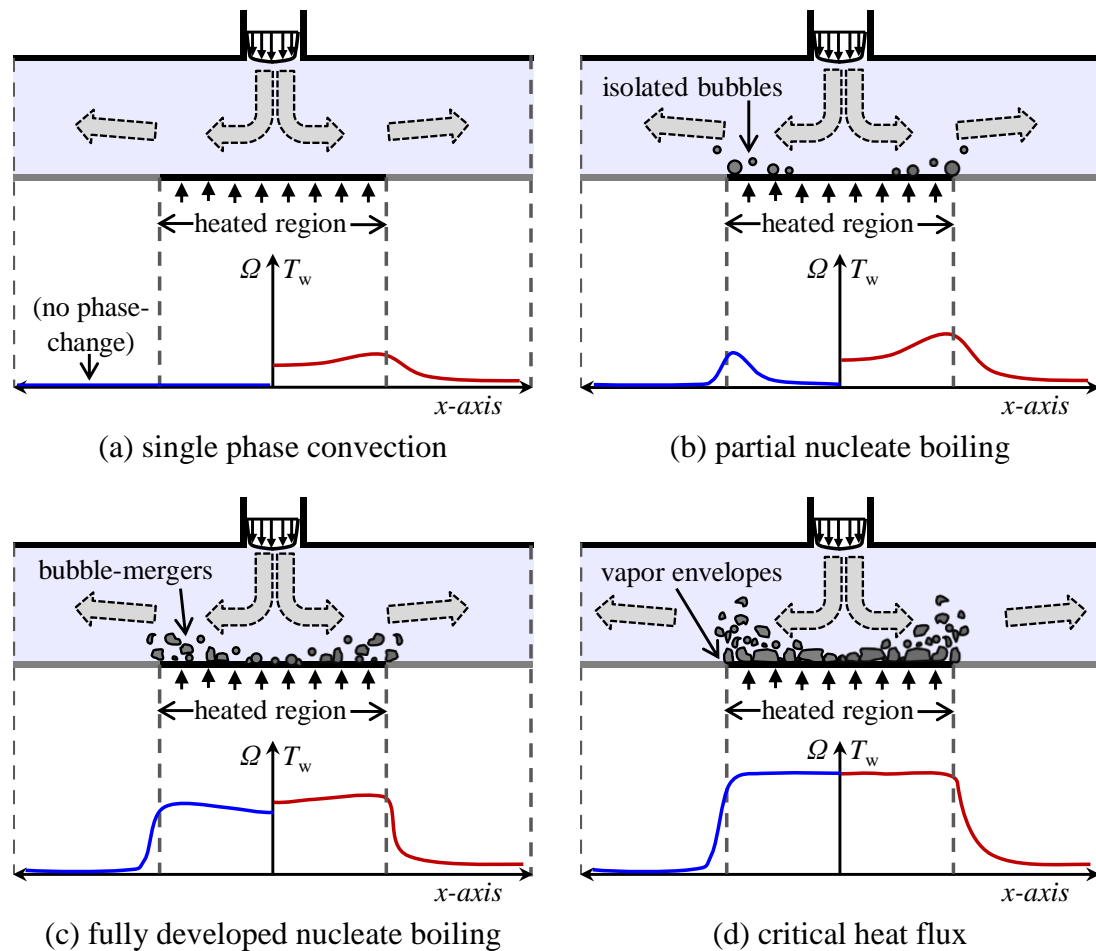 heated region
Ω T_w
(no phase-
change)
x-axis
(a) single phase convection
isolated bubbles
heated region
Ω T_w
x-axis
(b) partial nucleate boiling
bubble-mergers
heated region
Ω T_w
x-axis
(c) fully developed nucleate boiling
vapor envelopes
heated region
Ω T_w
x-axis
(d) critical heat flux